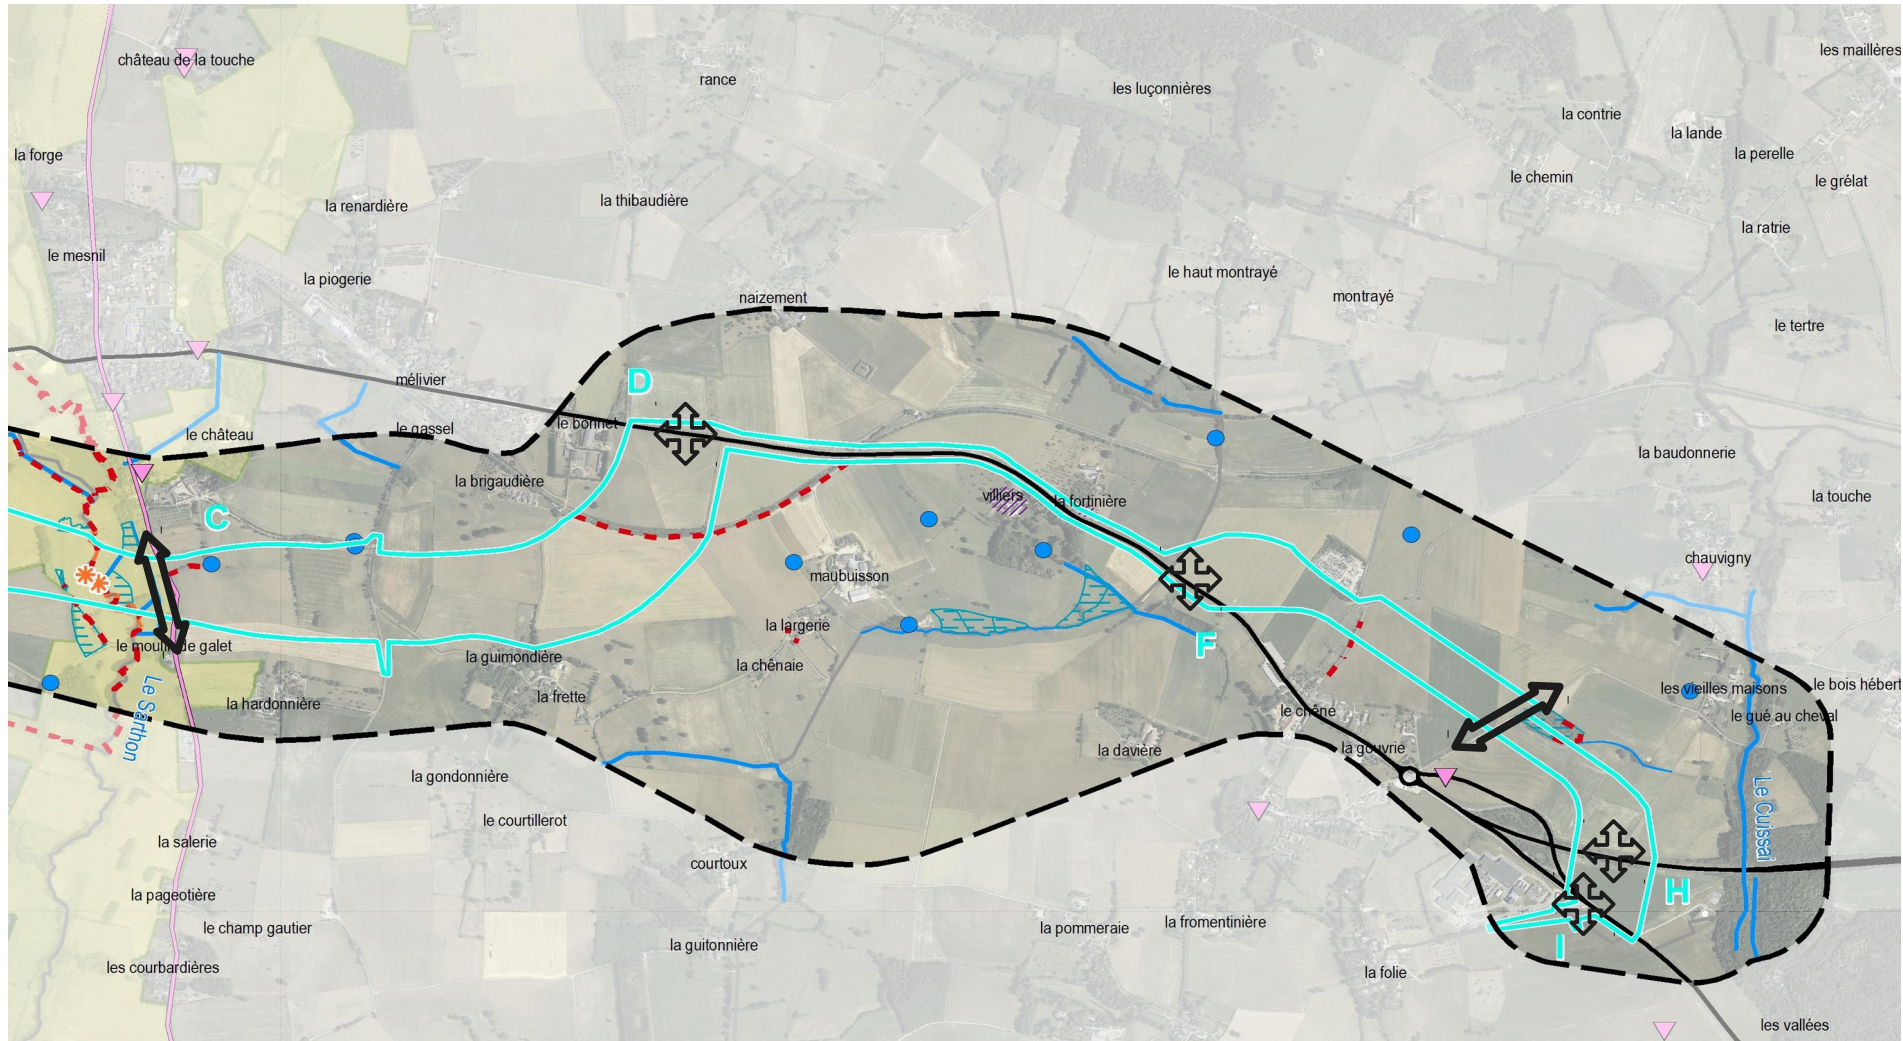 les maillères
château de la touche
rance
les luçonnières
la contrie
la lande
la forge
la perelle
le chemin
le grélat
la renardière
la thibaudière
la ratrie
le mesnil
le haut montrayé
la piogerie
montrayé
naizement
le tertre
mélivier
D
le bonnet
le gassel
le château
la baudonnerie
la brigaudière
villiers
la fortinière
la touche
C
chauvigny
maubuisson
la largerie
le moulin de galet
F
la guimondière
la chênaie
les vieilles maisons
le bois hébert
la frette
la hardonnière
le chêne
le gué au cheval
Le Sarthon
la gouvrie
la davière
la gondonnière
Le Cuissai
le courtillerot
la salerie
courtoux
H
la pageotière
le champ gautier
la pommeraie
la fromentinière
la guitonnière
I
les courbardières
la folie
les vallées